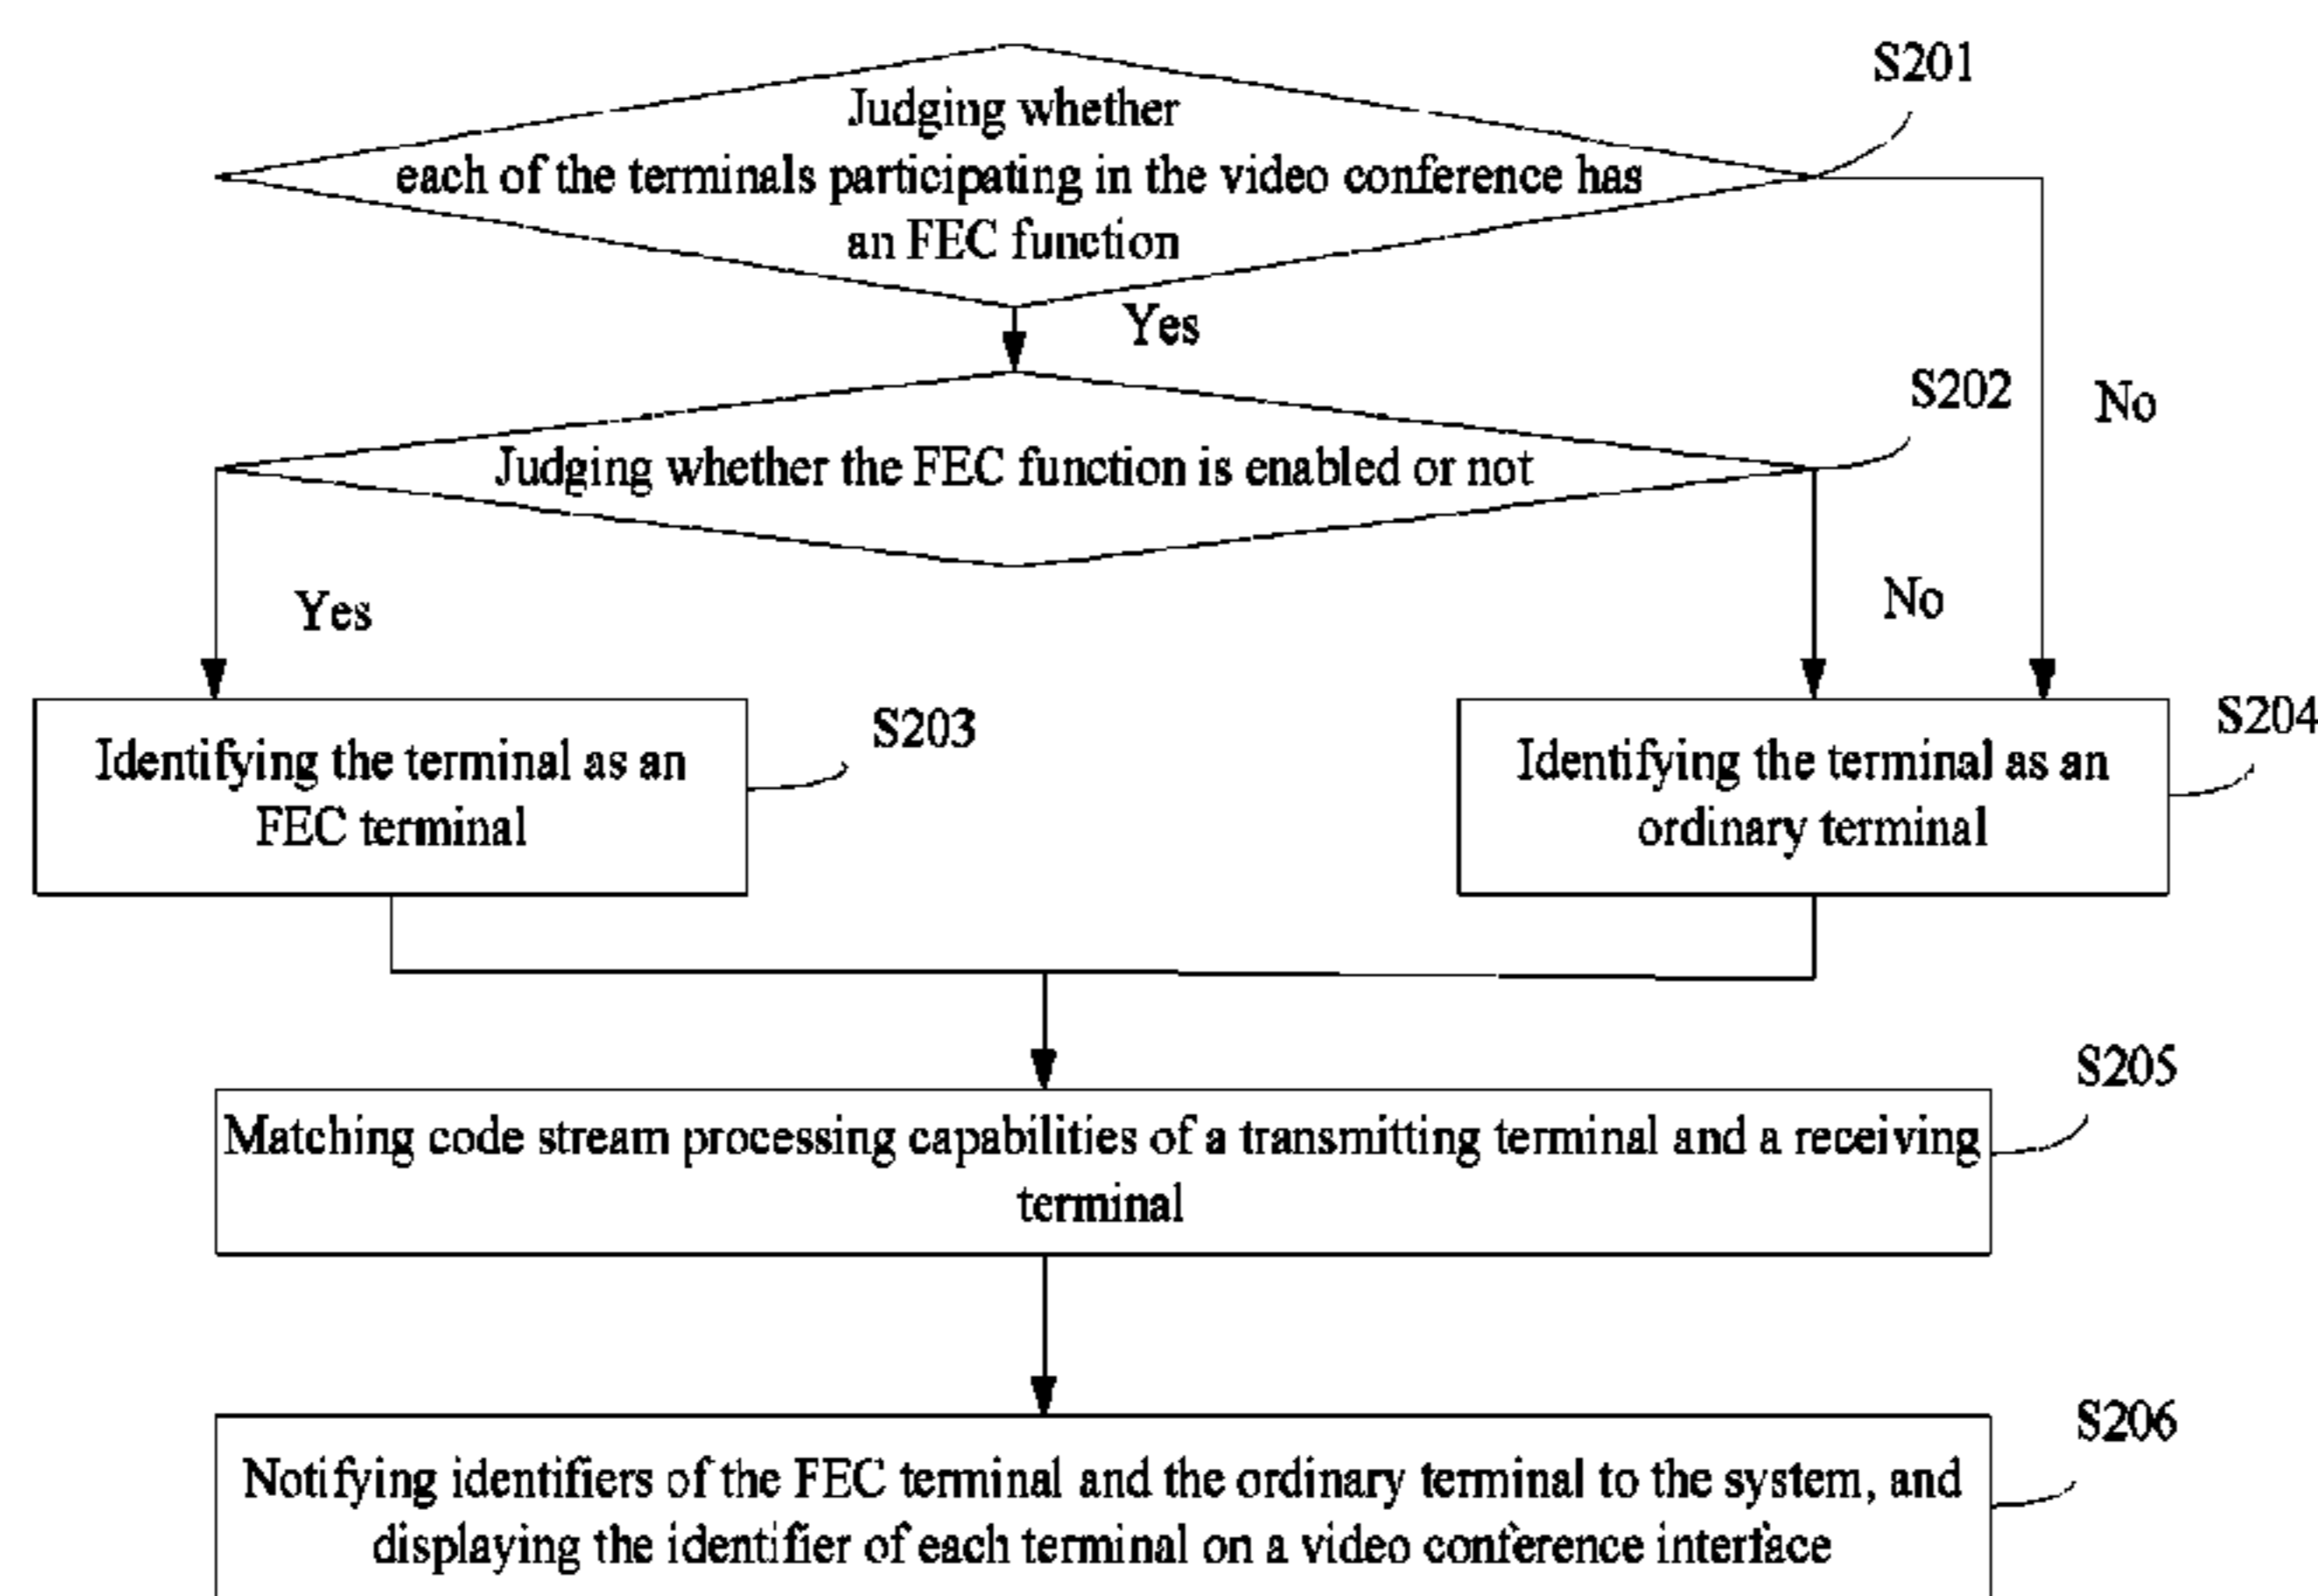 S201
Judging whether
each of the terminals participating in the video conference has
an FEC function
Yes
S202
No
Judging whether the FEC function is enabled or not
Yes
No
S203
S204
Identifying the terminal as an
FEC terminal
Identifying the terminal as an
ordinary terminal
S205
Matching code stream processing capabilities of a transmitting terminal and a receiving
terminal
S206
Notifying identifiers of the FEC terminal and the ordinary terminal to the system, and
displaying the identifier of each terminal on a video conference interface